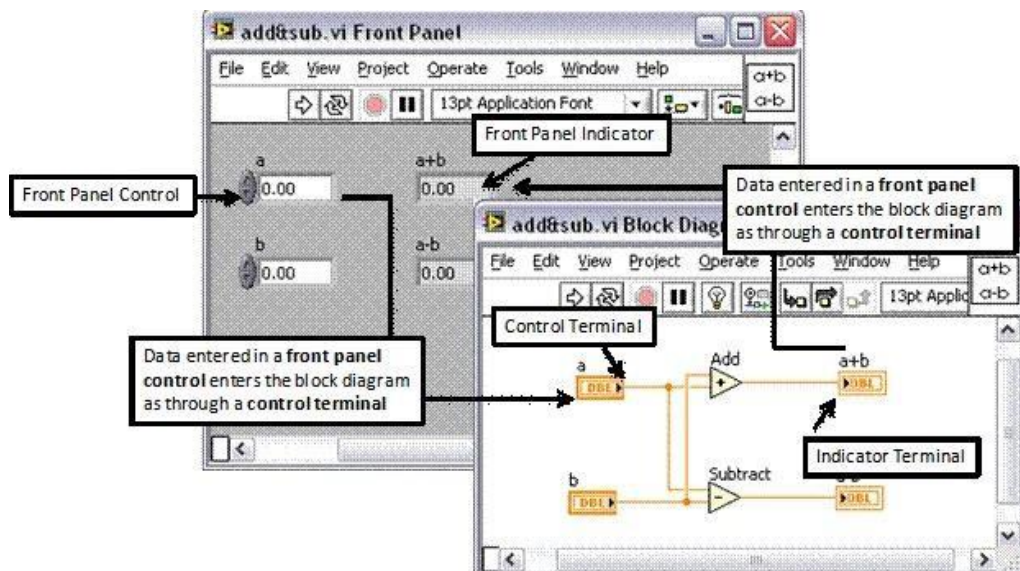 add&sub.vi Front Panel
File Edit View Project Operate Tools Window Help
a+b
a-b
13pt Application Font
Front Panel Indicator
a
a+b
Front Panel Control
0.00
0.00
Data entered in a front panel
control enters the block diagram
as through a control terminal
b
a-b
0.00
0.00
add&sub.vi Block Diag
File Edit View Project Operate Tools Window Help
a+b
a-b
13pt Applic
Control Terminal
Data entered in a front panel
control enters the block diagram
as through a control terminal
a
Add
a+b
DBL
+
DBL
Indicator Terminal
b
Subtract
DBL
-
DBL